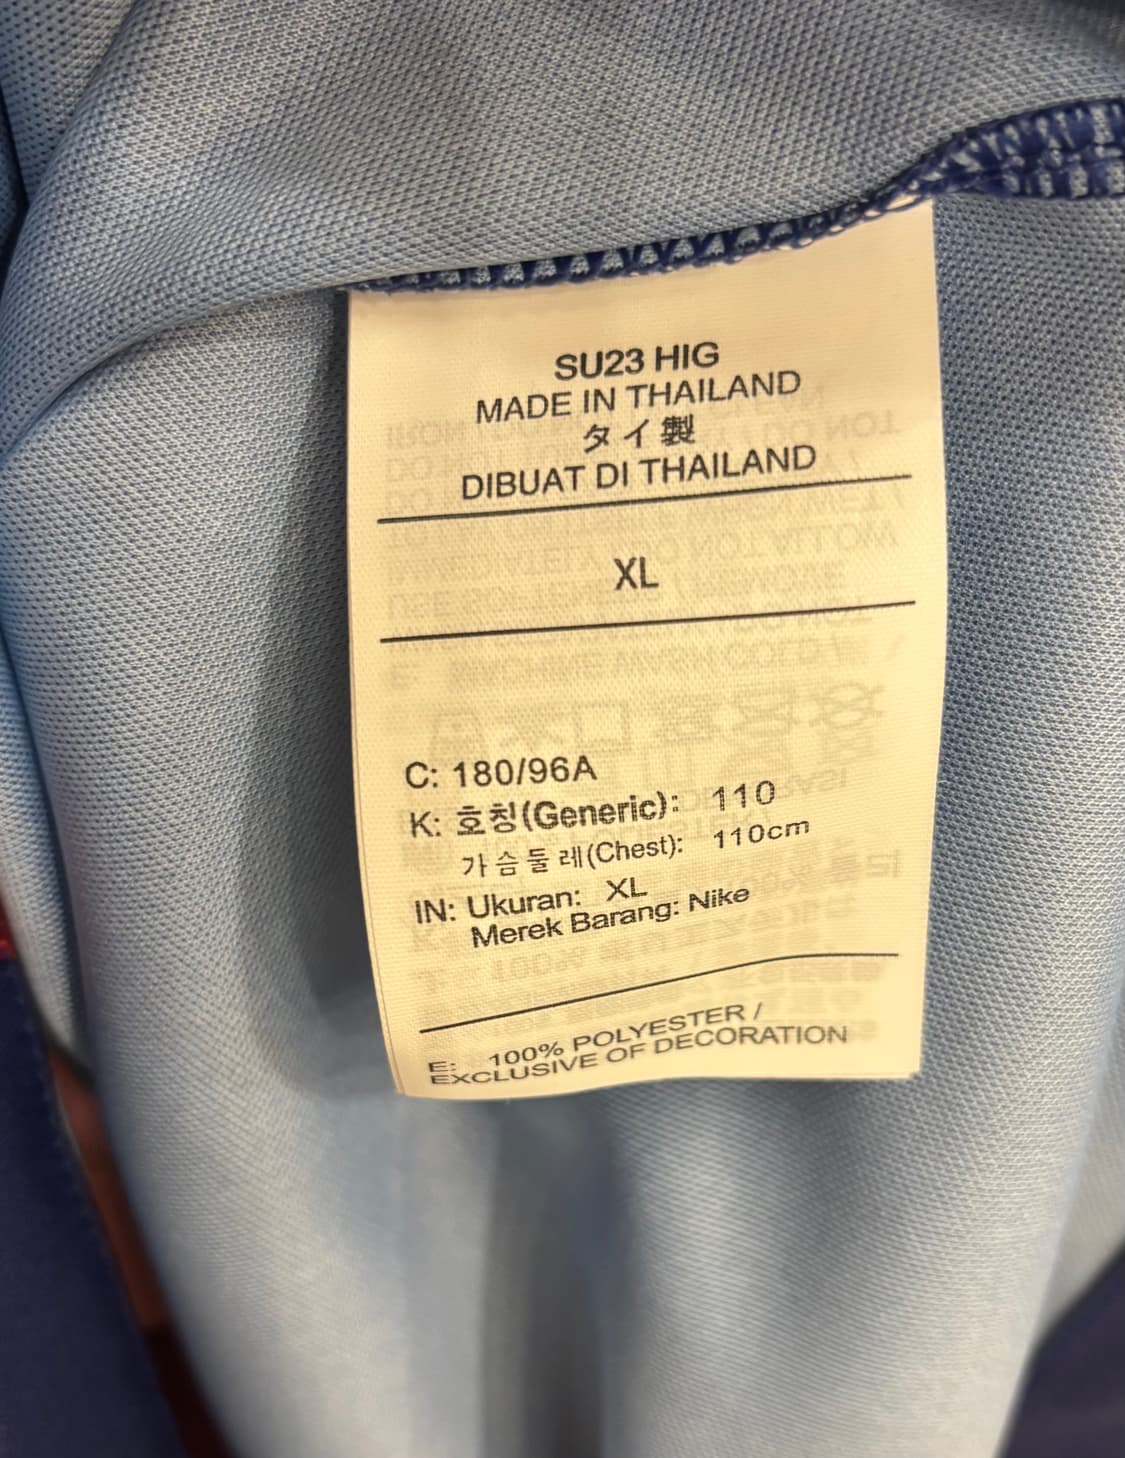 SU23 HIG
MADE IN THAILAND
タイ製
DIBUAT DI THAILAND
XL
C: 180/96A
K: 호칭(Generic): 110
가슴둘레(Chest): 110cm
IN: Ukuran: XL
Merek Barang: Nike
E: 100% POLYESTER /
EXCLUSIVE OF DECORATION